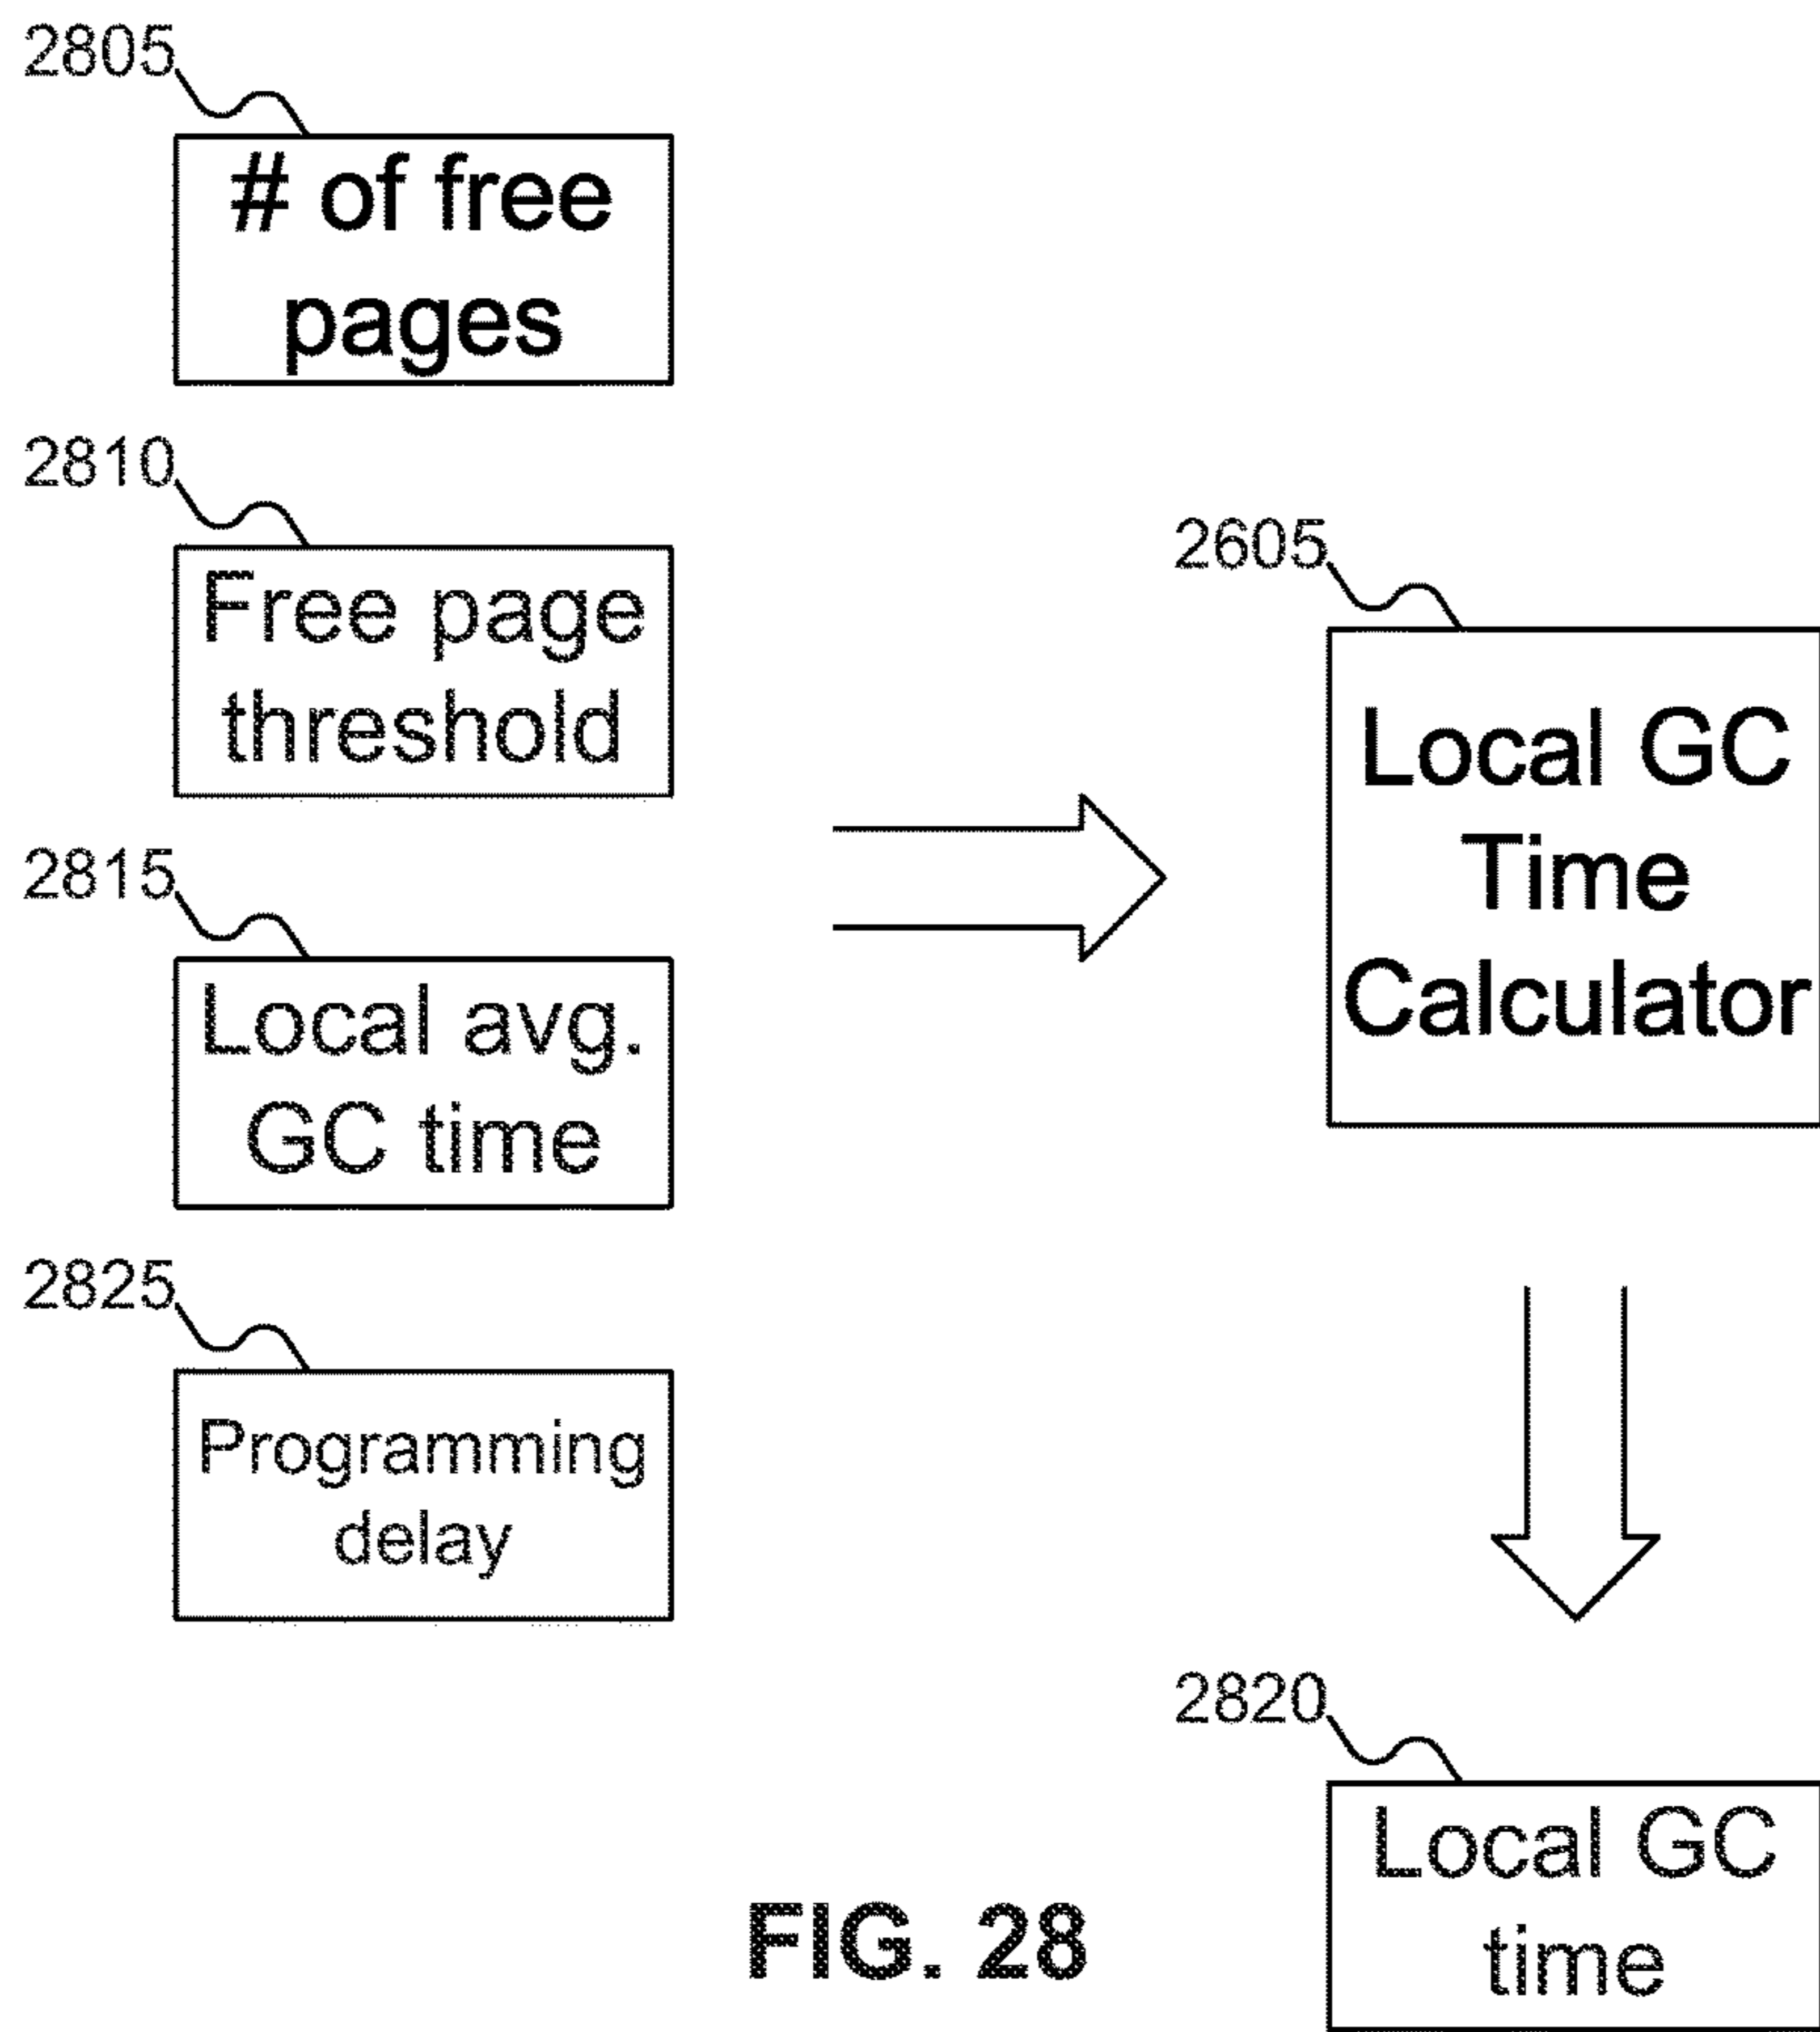 2805
# of free
pages
2810
Free page
threshold
2815
Local avg.
GC time
2825
Programming
delay
2605
Local GC
Time
Calculator
2820
Local GC
time
FIG. 28